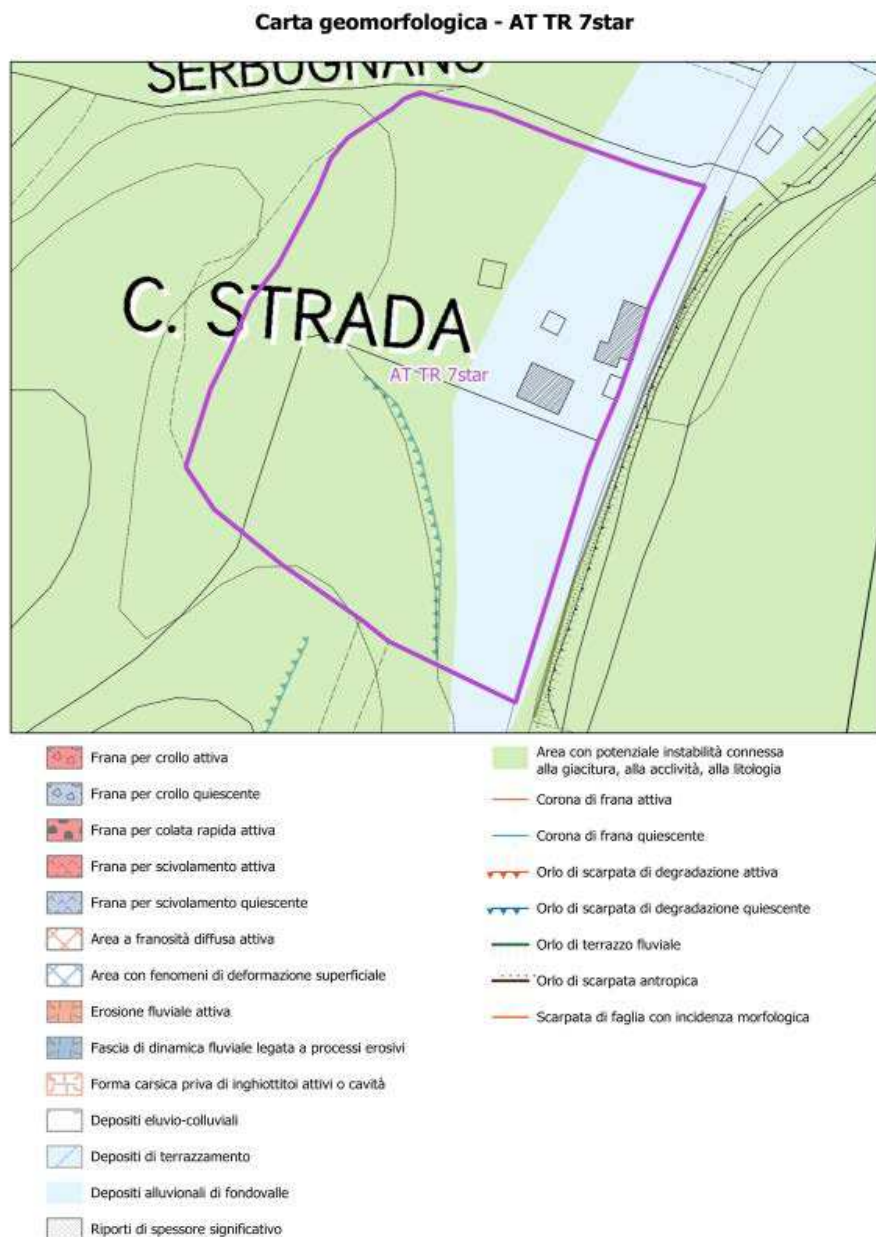 Carta geomorfologica - AT TR 7star
SERBUGNANO
C. STRADA
AT TR 7star
Frana per crollo attiva
Frana per crollo quiescente
Frana per colata rapida attiva
Frana per scivolamento attiva
Frana per scivolamento quiescente
Area a franosità diffusa attiva
Area con fenomeni di deformazione superficiale
Erosione fluviale attiva
Fascia di dinamica fluviale legata a processi erosivi
Forma carsica priva di inghiottitoi attivi o cavità
Depositi eluvio-colluviali
Depositi di terrazzamento
Depositi alluvionali di fondovalle
Riporti di spessore significativo
Area con potenziale instabilità connessa
alla giacitura, alla acclività, alla litologia
Corona di frana attiva
Corona di frana quiescente
Orlo di scarpata di degradazione attiva
Orlo di scarpata di degradazione quiescente
Orlo di terrazzo fluviale
Orlo di scarpata antropica
Scarpata di faglia con incidenza morfologica